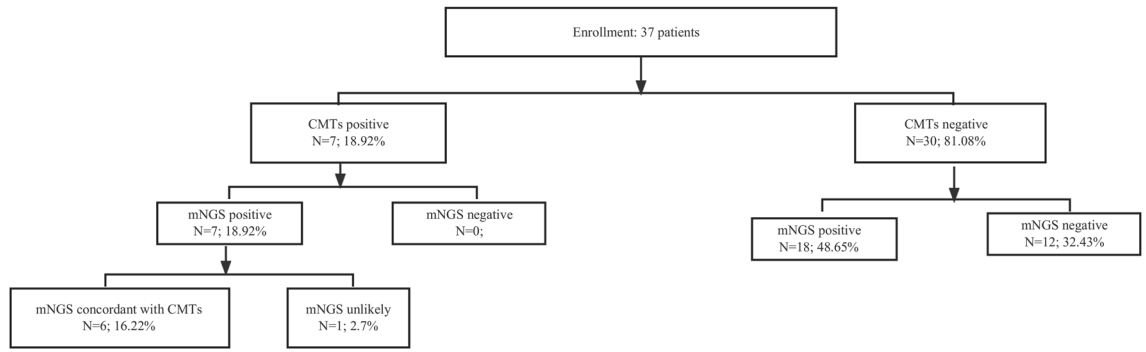 Enrollment: 37 patients
CMTs positive
N=7; 18.92%
CMTs negative
N=30; 81.08%
mNGS positive
N=7; 18.92%
mNGS negative
N=0;
mNGS positive
N=18; 48.65%
mNGS negative
N=12; 32.43%
mNGS concordant with CMTs
N=6; 16.22%
mNGS unlikely
N=1; 2.7%